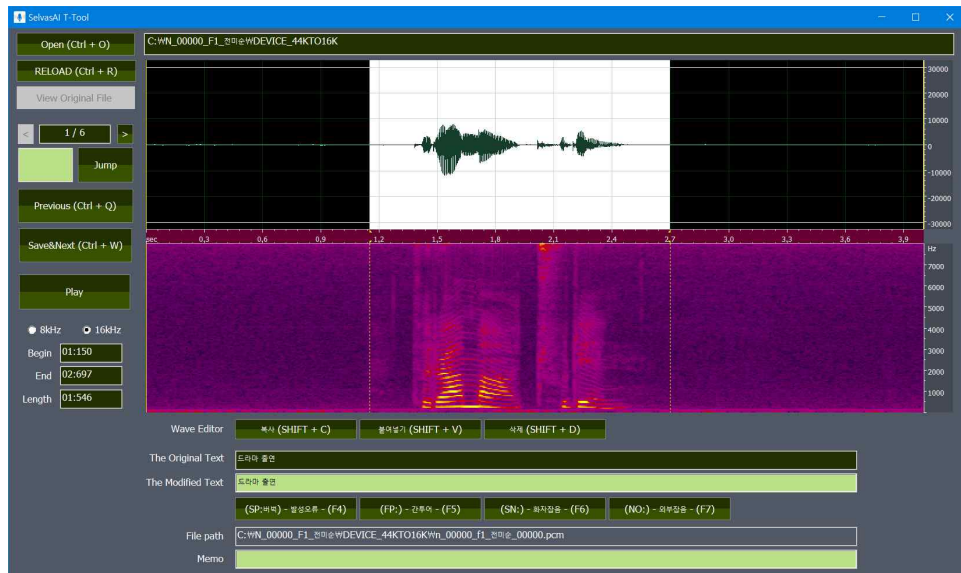 SelvasAI T-Tool
Open (Ctrl + O)
C:₩N_00000_F1_전미순₩DEVICE_44KTO16K
RELOAD (Ctrl + R)
View Original File
< 1 / 6 >
Jump
Previous (Ctrl + Q)
Save&Next (Ctrl + W)
Play
8kHz 16kHz
Begin 01:150
End 02:697
Length 01:546
30000
20000
10000
0
-10000
-20000
-30000
sec 0,3 0,6 0,9 1,2 1,5 1,8 2,1 2,4 2,7 3,0 3,3 3,6 3,9
Hz
7000
6000
5000
4000
3000
2000
1000
Wave Editor 복사 (SHIFT + C) 붙여넣기 (SHIFT + V) 삭제 (SHIFT + D)
The Original Text 드라마 출연
The Modified Text 드라마 출연
(SP:버벅) - 발성오류 - (F4) (FP:) - 간투어 - (F5) (SN:) - 화자잡음 - (F6) (NO:) - 외부잡음 - (F7)
File path C:₩N_00000_F1_전미순₩DEVICE_44KTO16K₩n_00000_f1_전미순_00000.pcm
Memo